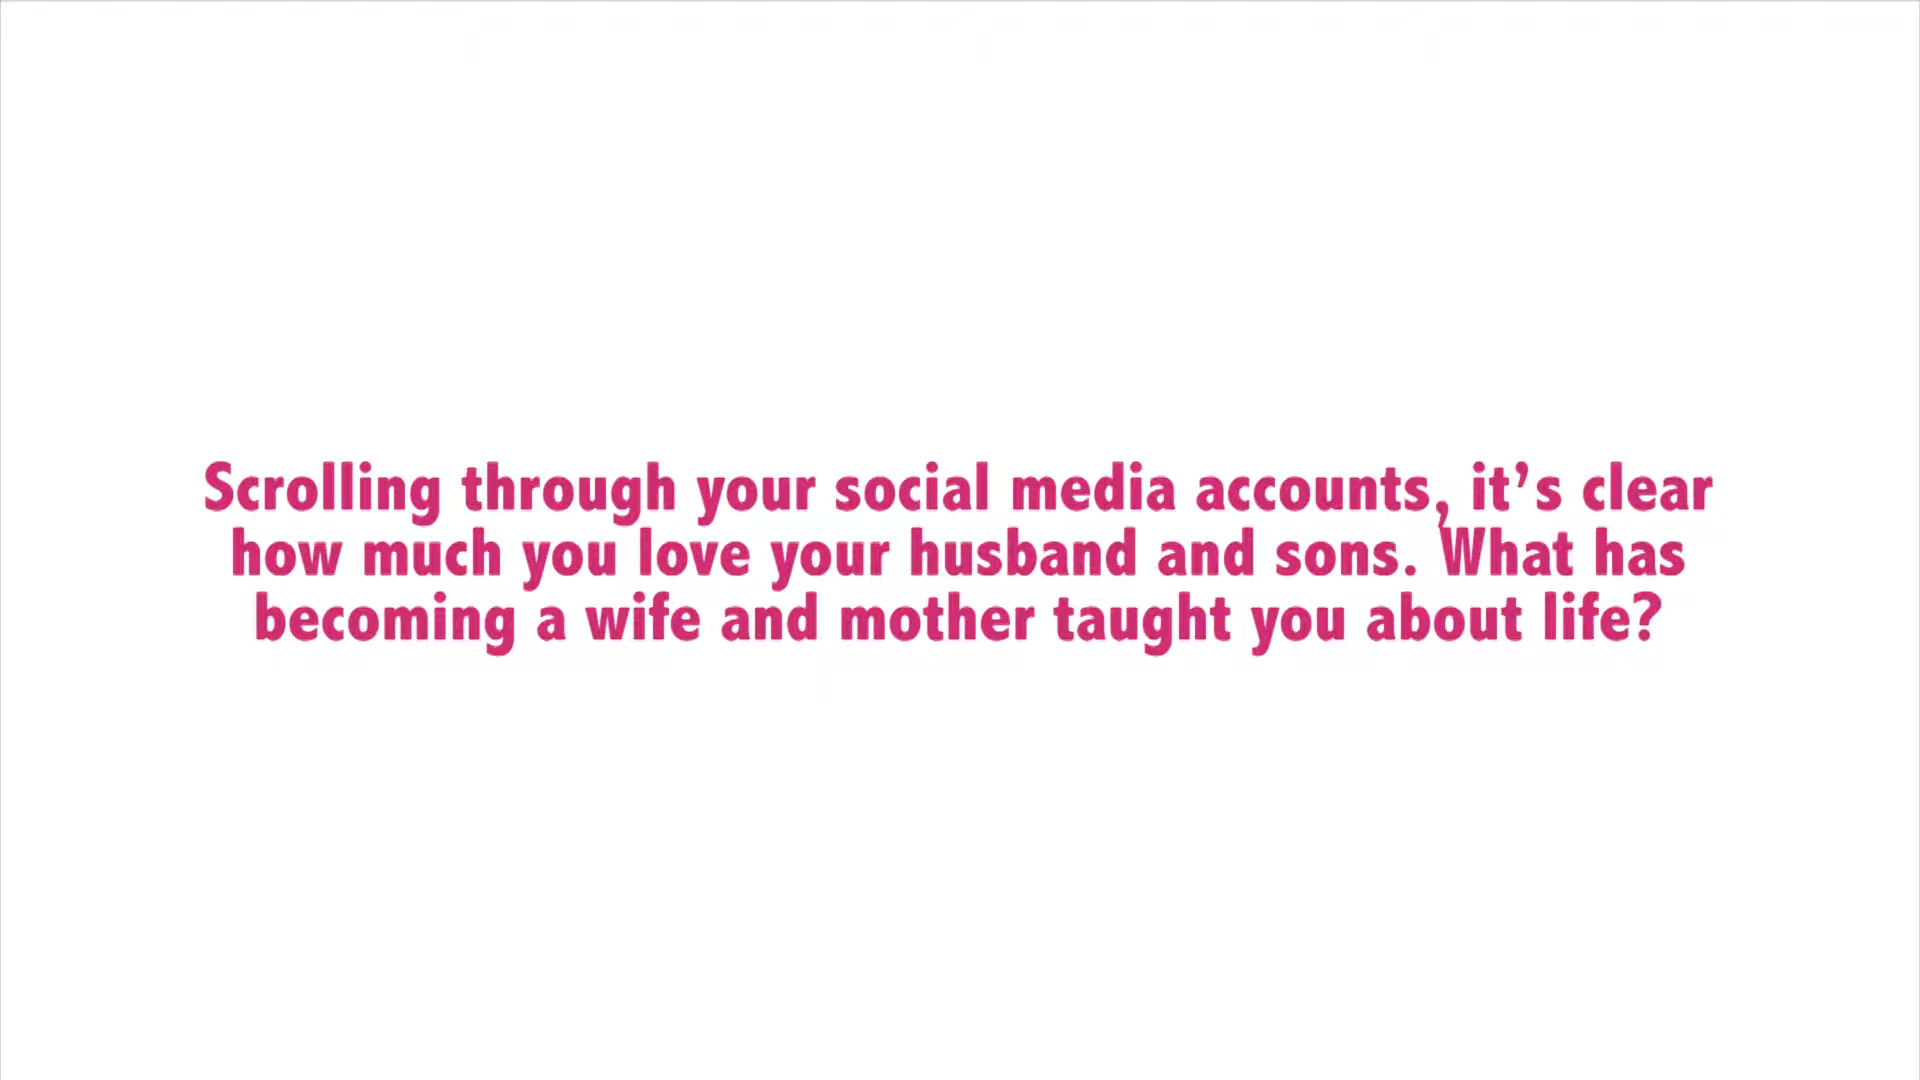 Scrolling through your social media accounts, it’s clear
how much you love your husband and sons. What has
becoming a wife and mother taught you about life?